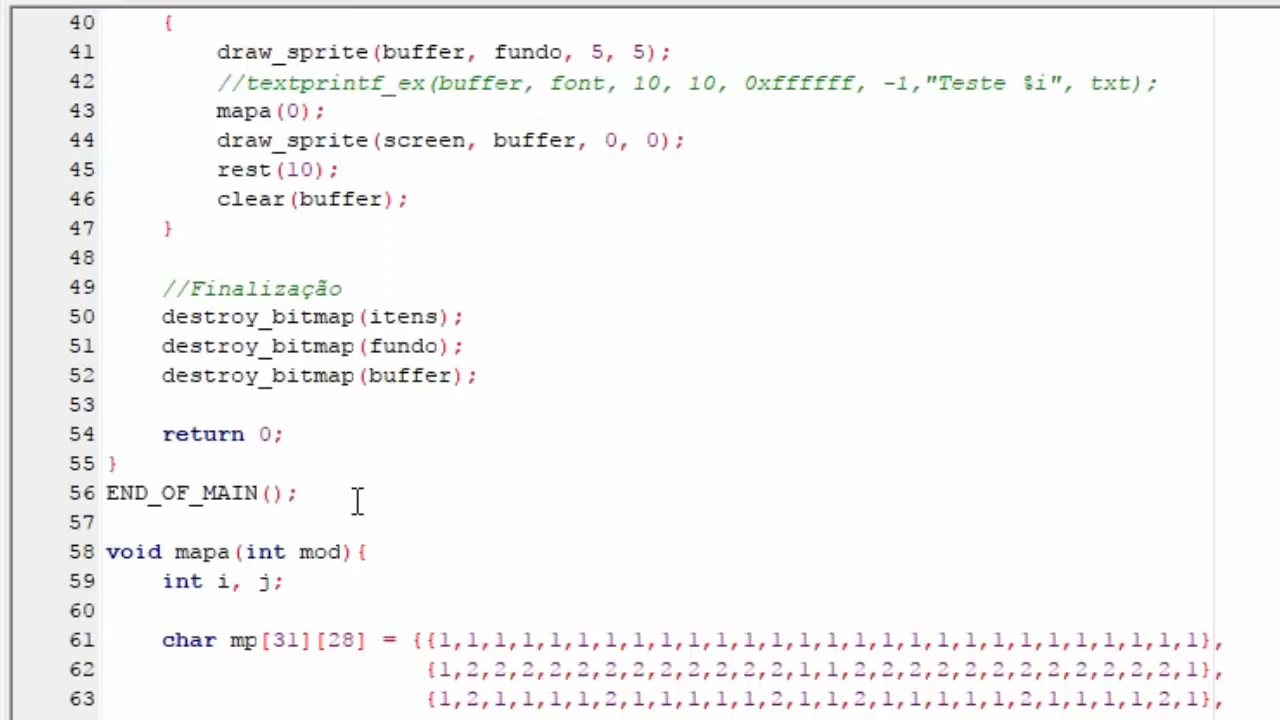 40 {
41 draw_sprite(buffer, fundo, 5, 5);
42 //textprintf_ex(buffer, font, 10, 10, 0xffffff, -1,"Teste %i", txt);
43 mapa(0);
44 draw_sprite(screen, buffer, 0, 0);
45 rest(10);
46 clear(buffer);
47 }
48
49 //Finalização
50 destroy_bitmap(itens);
51 destroy_bitmap(fundo);
52 destroy_bitmap(buffer);
53
54 return 0;
55 }
56 END_OF_MAIN();
57
58 void mapa(int mod){
59 int i, j;
60
61 char mp[31][28] = {{1,1,1,1,1,1,1,1,1,1,1,1,1,1,1,1,1,1,1,1,1,1,1,1,1,1,1,1},
62 {1,2,2,2,2,2,2,2,2,2,2,2,2,1,1,2,2,2,2,2,2,2,2,2,2,2,2,1},
63 {1,2,1,1,1,1,2,1,1,1,1,1,2,1,1,2,1,1,1,1,1,2,1,1,1,1,2,1},